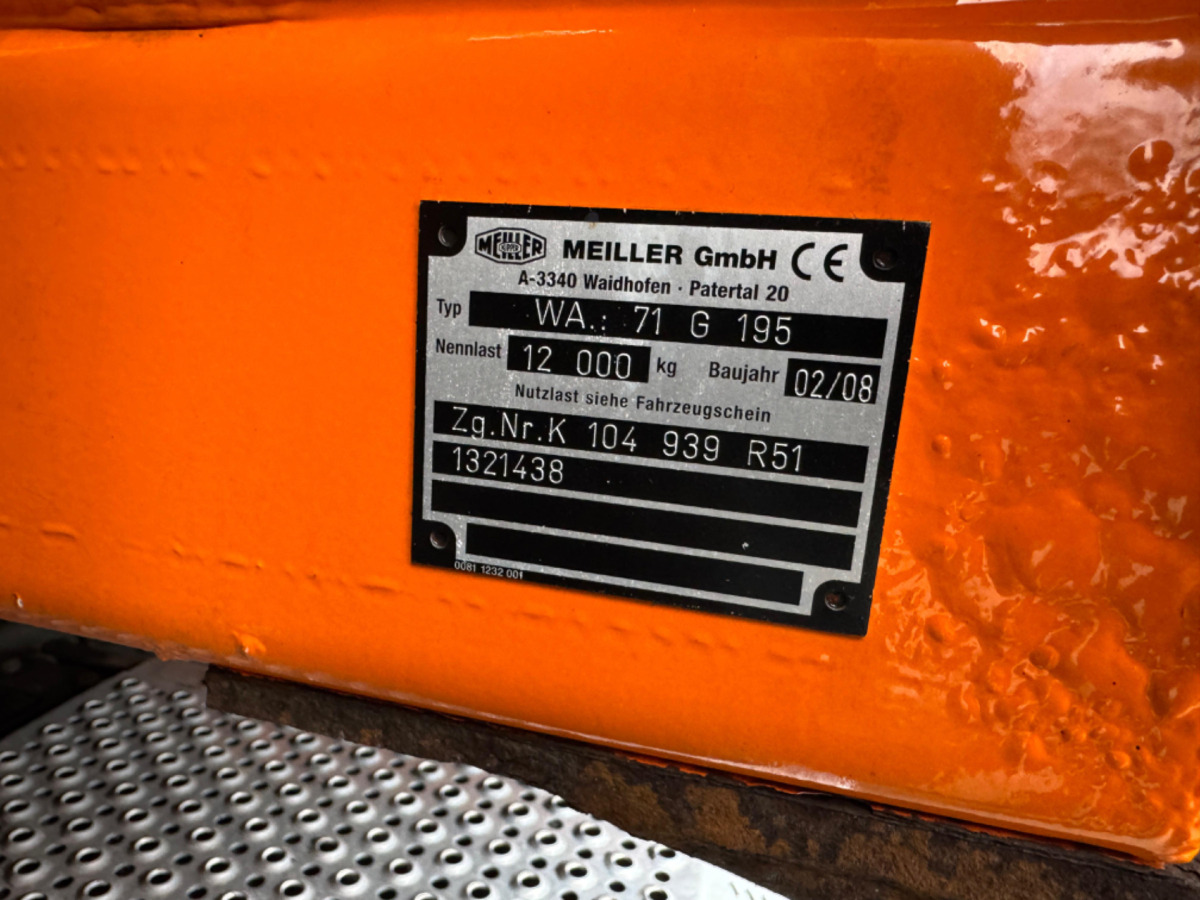 MEILLER KIPPER MEILLER GmbH CE
A-3340 Waidhofen · Patertal 20
Typ WA.: 71 G 195
Nennlast 12 000 kg Baujahr 02/08
Nutzlast siehe Fahrzeugschein
Zg.Nr.K 104 939 R51
1321438
0081 1232 001